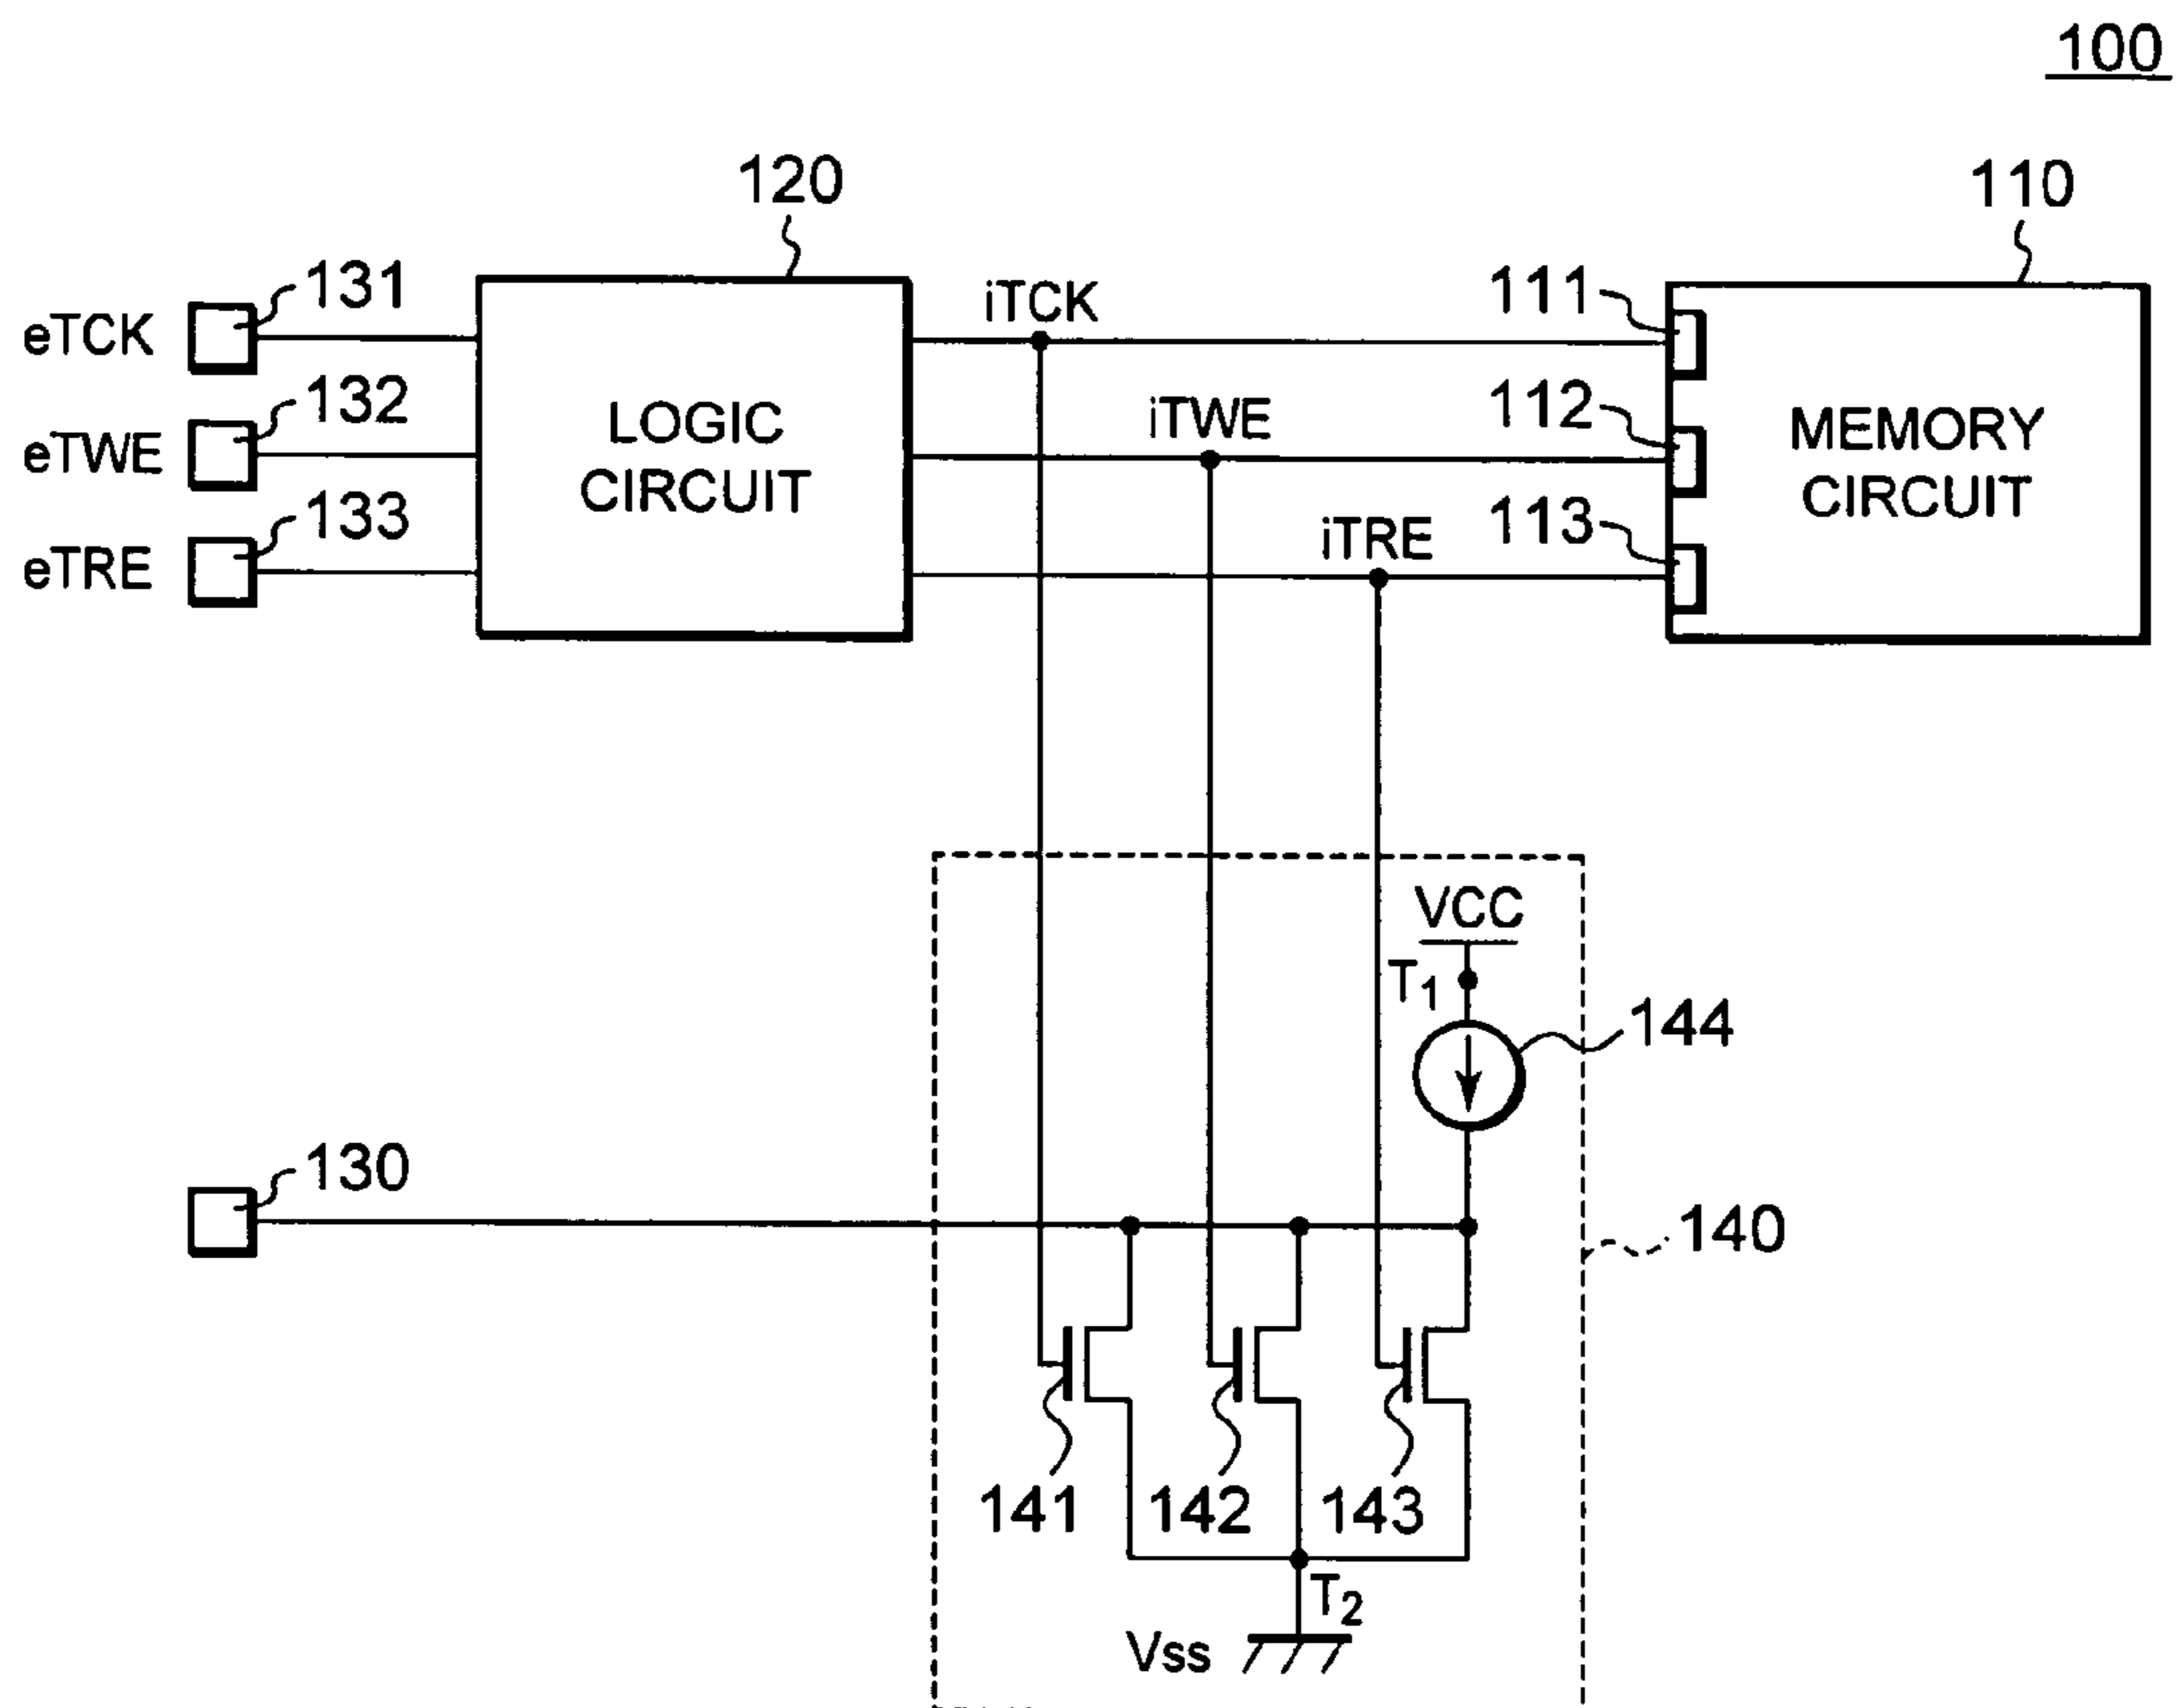 100
120
110
131
eTCK
iTCK
111
132
eTWE
LOGIC
CIRCUIT
iTWE
112
MEMORY
CIRCUIT
133
eTRE
iTRE
113
VCC
T1
144
130
140
141
142
143
T2
Vss